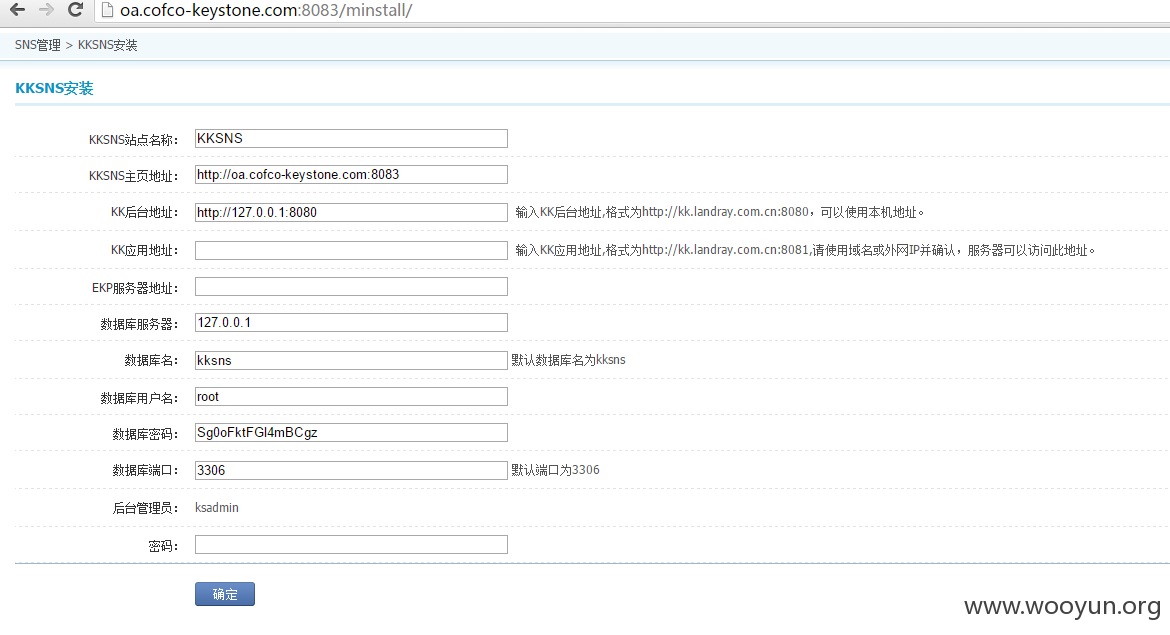 oa.cofco-keystone.com:8083/minstall/
SNS管理 > KKSNS安装
KKSNS安装
KKSNS站点名称： KKSNS
KKSNS主页地址： http://oa.cofco-keystone.com:8083
KK后台地址： http://127.0.0.1:8080 输入KK后台地址,格式为http://kk.landray.com.cn:8080，可以使用本机地址。
KK应用地址： 输入KK应用地址,格式为http://kk.landray.com.cn:8081,请使用域名或外网IP并确认，服务器可以访问此地址。
EKP服务器地址：
数据库服务器： 127.0.0.1
数据库名： kksns 默认数据库名为kksns
数据库用户名： root
数据库密码： Sg0oFktFGl4mBCgz
数据库端口： 3306 默认端口为3306
后台管理员： ksadmin
密码：
确定
www.wooyun.org